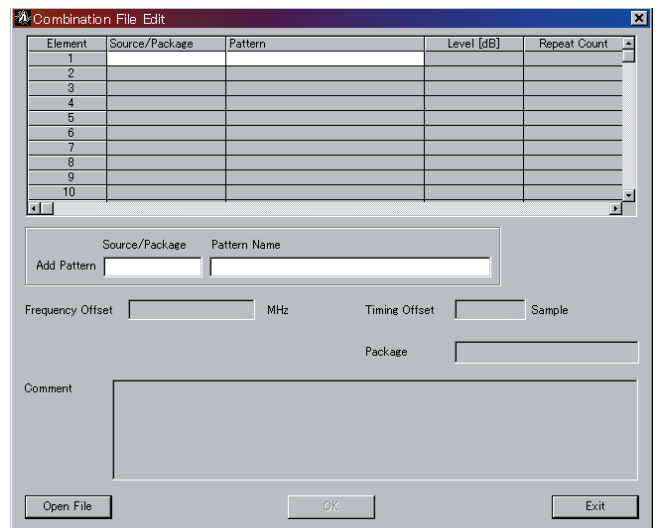 Combination File Edit
Element Source/Package Pattern Level [dB] Repeat Count
1
2
3
4
5
6
7
8
9
10
Source/Package Pattern Name
Add Pattern
Frequency Offset MHz Timing Offset Sample
Package
Comment
Open File OK Exit